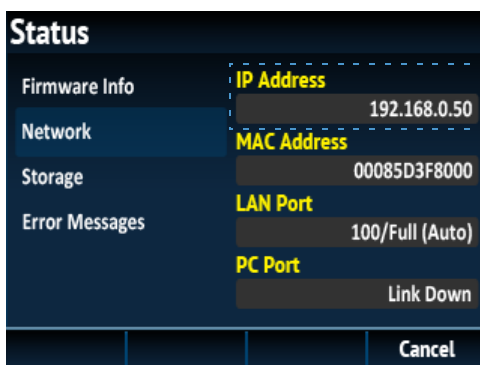 Status
Firmware Info
Network
Storage
Error Messages
IP Address
192.168.0.50
MAC Address
00085D3F8000
LAN Port
100/Full (Auto)
PC Port
Link Down
Cancel